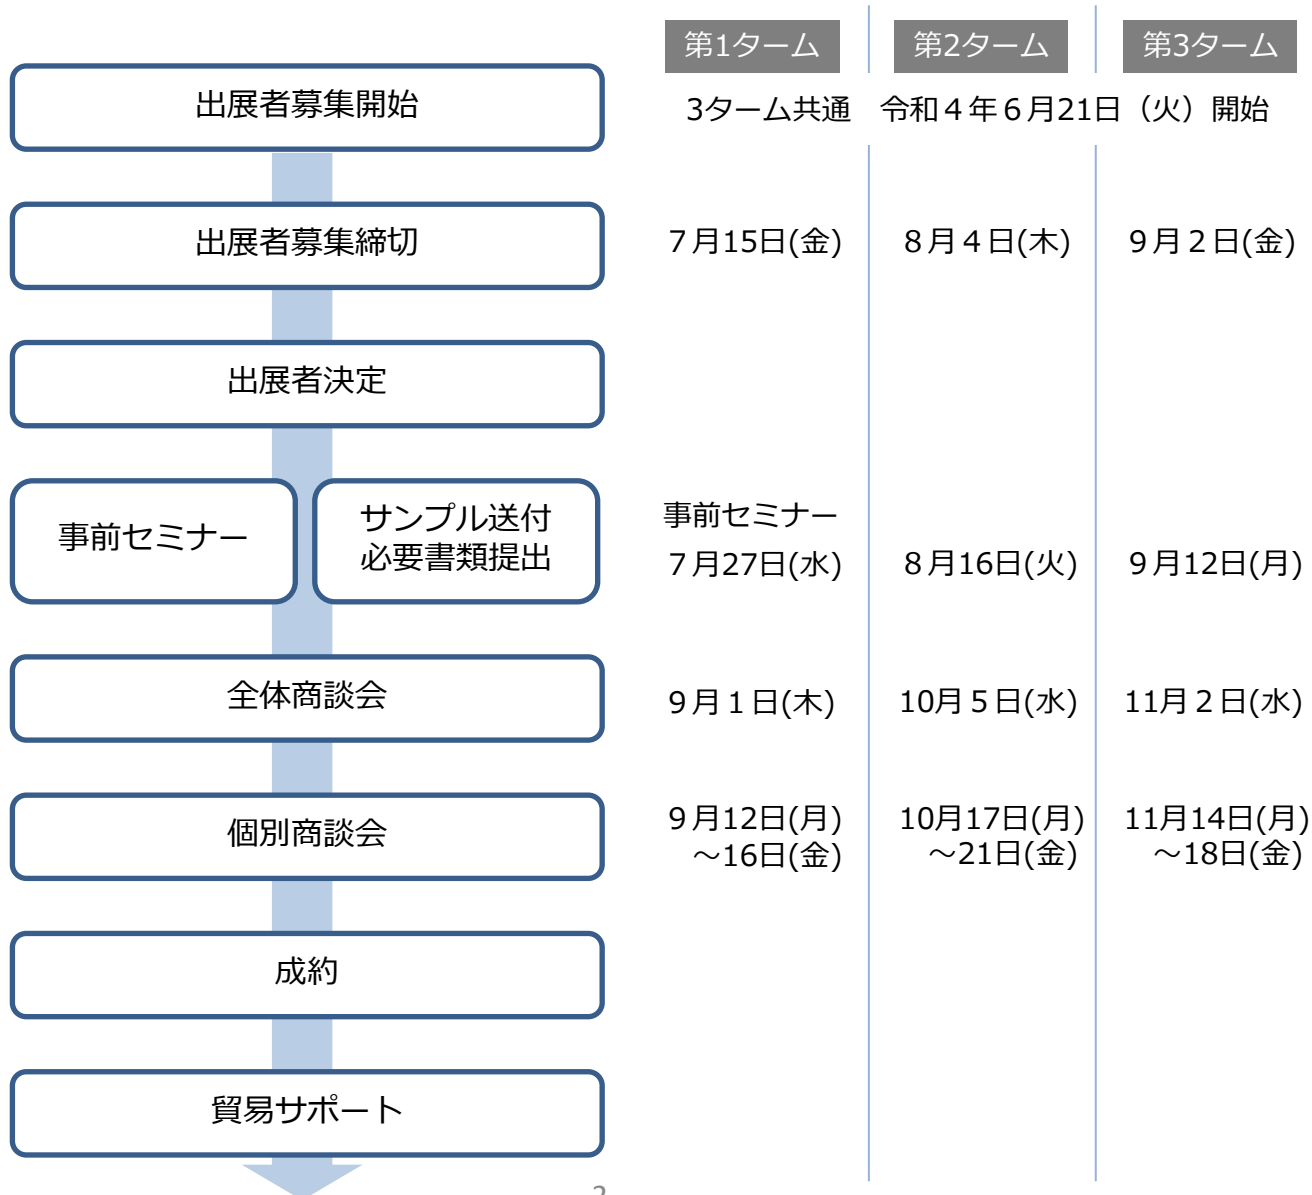 第1ターム 第2ターム 第3ターム
出展者募集開始
3ターム共通　令和４年６月21日（火）開始
出展者募集締切
７月15日(金) ８月４日(木) ９月２日(金)
出展者決定
事前セミナー
サンプル送付
必要書類提出
事前セミナー
７月27日(水) ８月16日(火) ９月12日(月)
全体商談会
９月１日(木) 10月５日(水) 11月２日(水)
個別商談会
９月12日(月) 10月17日(月) 11月14日(月)
～16日(金) ～21日(金) ～18日(金)
成約
貿易サポート
2